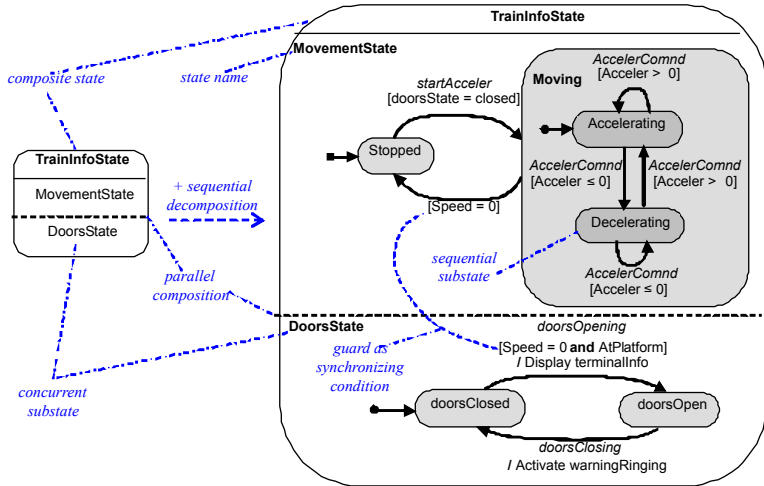 TrainInfoState
MovementState
composite state
state name
startAcceler
[doorsState = closed]
Stopped
[Speed = 0]
Moving
AccelerComnd
[Acceler > 0]
Accelerating
AccelerComnd
[Acceler ≤ 0]
AccelerComnd
[Acceler > 0]
Decelerating
AccelerComnd
[Acceler ≤ 0]
TrainInfoState
MovementState
DoorsState
+ sequential
decomposition
parallel
composition
sequential
substate
concurrent
substate
DoorsState
guard as
synchronizing
condition
doorsOpening
[Speed = 0 and AtPlatform]
/ Display terminalInfo
doorsClosed
doorsOpen
doorsClosing
/ Activate warningRinging